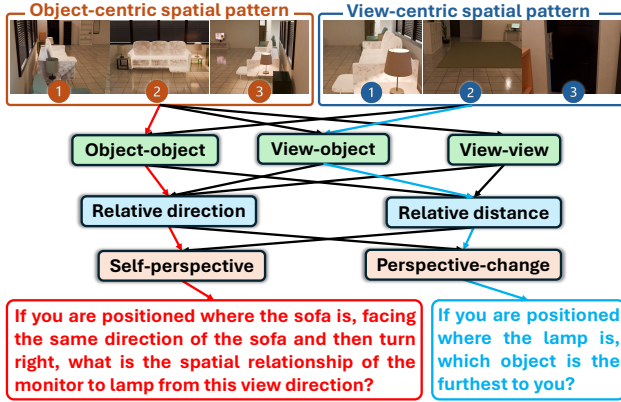 Object-centric spatial pattern
View-centric spatial pattern
1
2
3
1
2
3
Object-object
View-object
View-view
Relative direction
Relative distance
Self-perspective
Perspective-change
If you are positioned where the sofa is, facing
the same direction of the sofa and then turn
right, what is the spatial relationship of the
monitor to lamp from this view direction?
If you are positioned
where the lamp is,
which object is the
furthest to you?